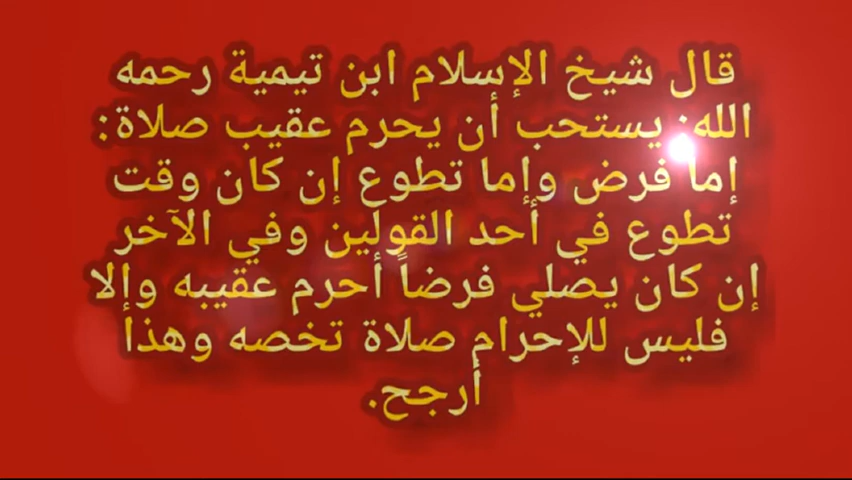 قال شيخ الإسلام ابن تيمية رحمه
الله: يستحب أن يحرم عقيب صلاة:
إما فرض وإما تطوع إن كان وقت
تطوع في أحد القولين وفي الآخر
إن كان يصلي فرضاً أحرم عقيبه وإلا
فليس للإحرام صلاة تخصه وهذا
أرجح.